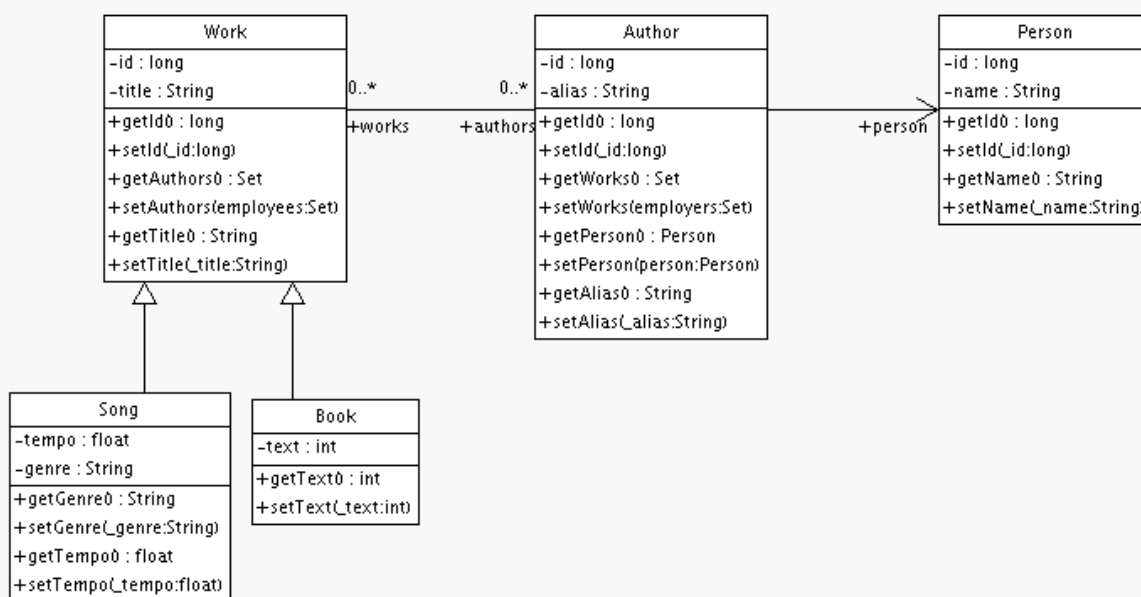 Work
-id : long
-title : String
+getId() : long
+setId(_id:long)
+getAuthors() : Set
+setAuthors(employees:Set)
+getTitle() : String
+setTitle(_title:String)
0..*
+works
0..*
+authors
Author
-id : long
-alias : String
+getId() : long
+setId(_id:long)
+getWorks() : Set
+setWorks(employers:Set)
+getPerson() : Person
+setPerson(person:Person)
+getAlias() : String
+setAlias(_alias:String)
+person
Person
-id : long
-name : String
+getId() : long
+setId(_id:long)
+getName() : String
+setName(_name:String)
Song
-tempo : float
-genre : String
+getGenre() : String
+setGenre(_genre:String)
+getTempo() : float
+setTempo(_tempo:float)
Book
-text : int
+getText() : int
+setText(_text:int)